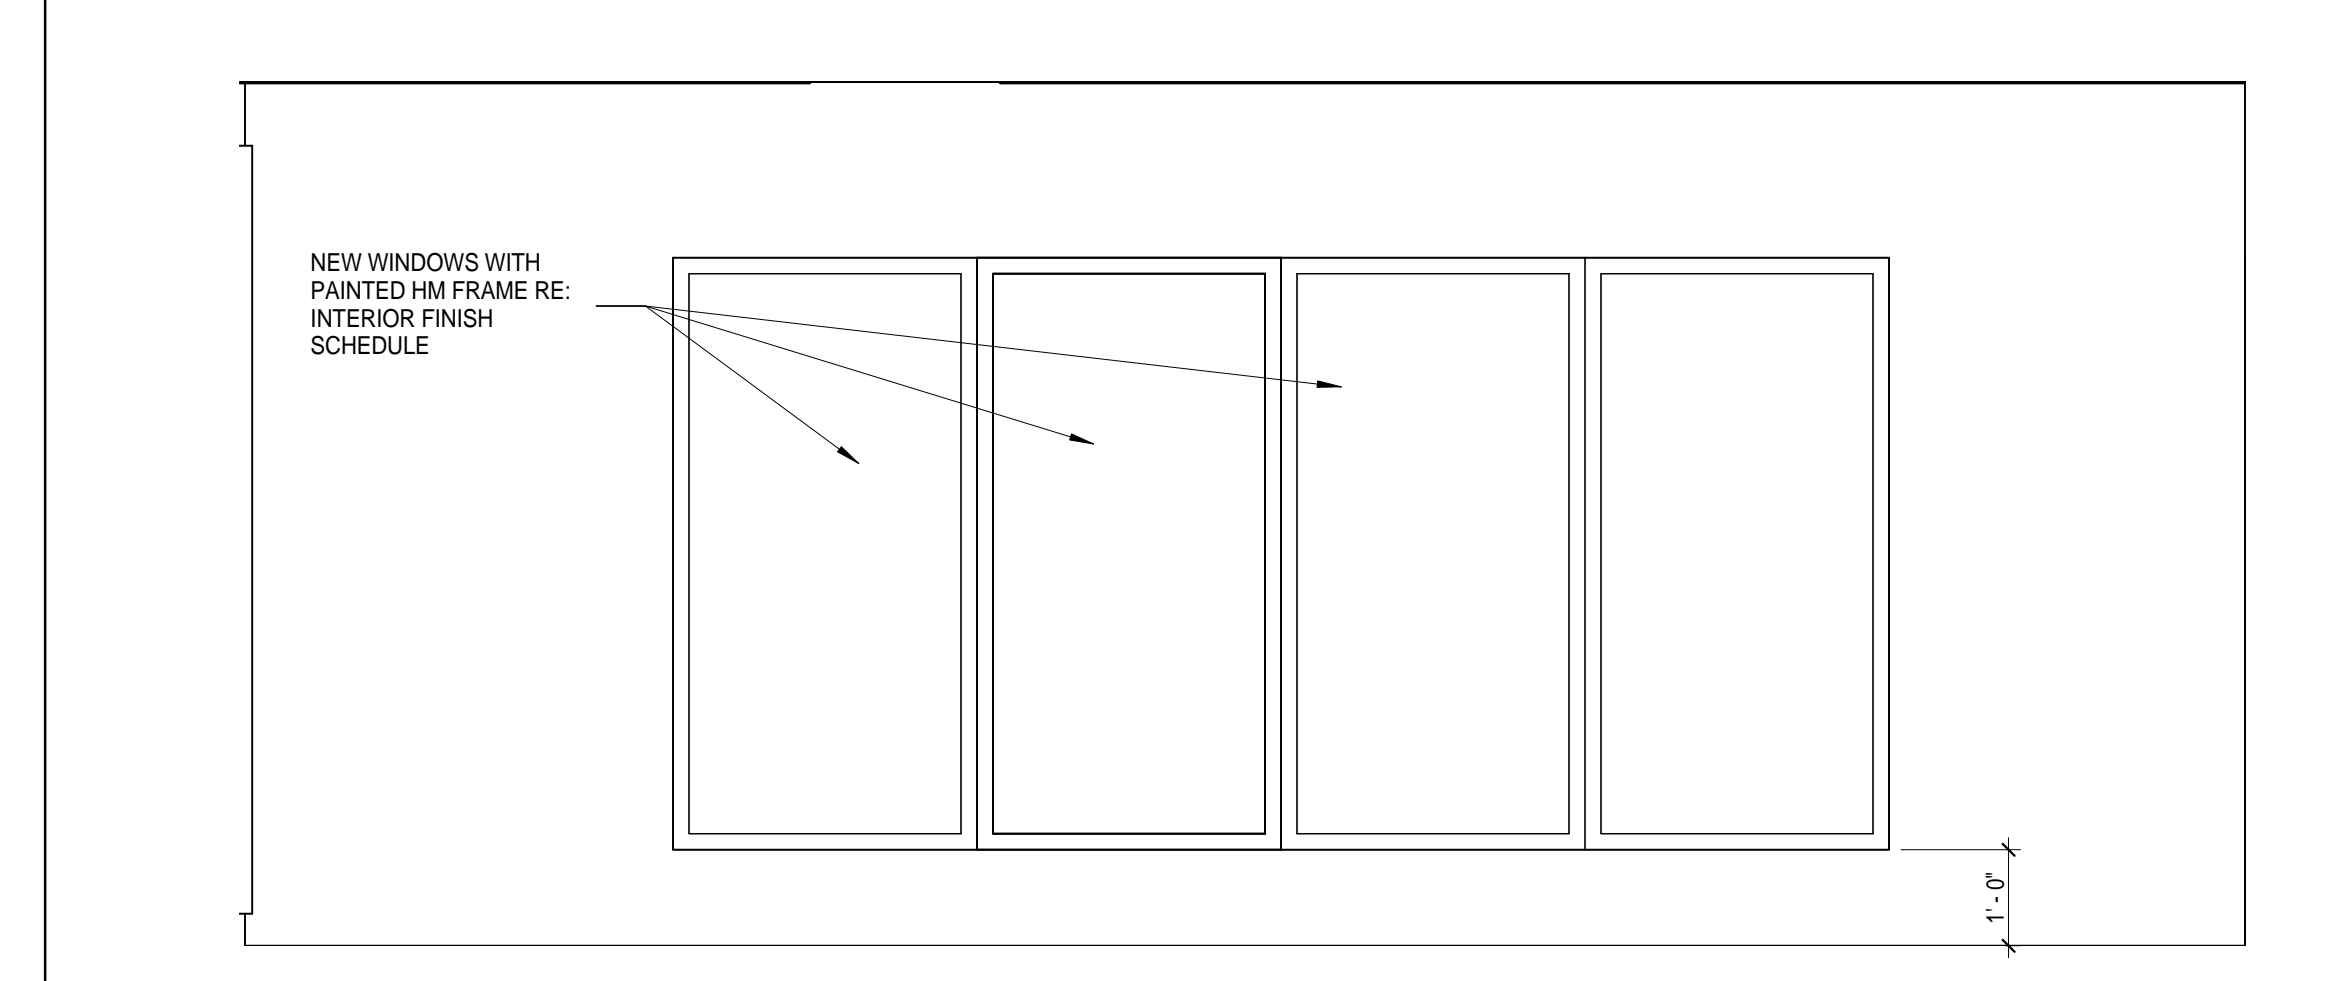 NEW WINDOWS WITH
PAINTED HM FRAME RE:
INTERIOR FINISH
SCHEDULE
1' - 0"